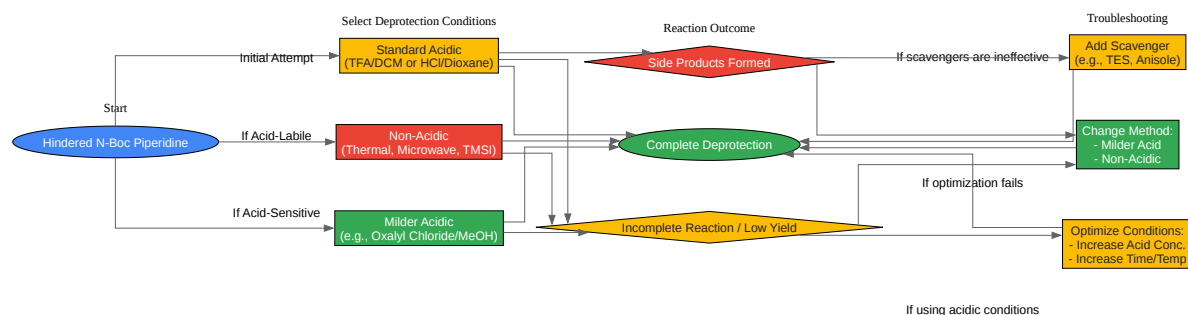 Select Deprotection Conditions
Reaction Outcome
Troubleshooting
Initial Attempt
Standard Acidic
(TFA/DCM or HCl/Dioxane)
Side Products Formed
If scavengers are ineffective
Add Scavenger
(e.g., TES, Anisole)
Start
Hindered N-Boc Piperidine
If Acid-Labile
Non-Acidic
(Thermal, Microwave, TMSI)
Complete Deprotection
Change Method:
- Milder Acid
- Non-Acidic
If optimization fails
If Acid-Sensitive
Milder Acidic
(e.g., Oxalyl Chloride/MeOH)
Incomplete Reaction / Low Yield
Optimize Conditions:
- Increase Acid Conc.
- Increase Time/Temp
If using acidic conditions